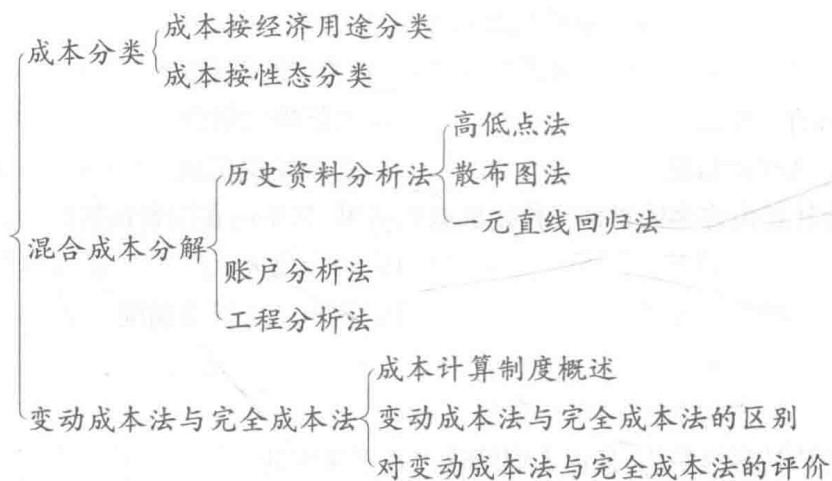 成本分类
成本按经济用途分类
成本按性态分类
混合成本分解
历史资料分析法
高低点法
散布图法
一元直线回归法
账户分析法
工程分析法
变动成本法与完全成本法
成本计算制度概述
变动成本法与完全成本法的区别
对变动成本法与完全成本法的评价